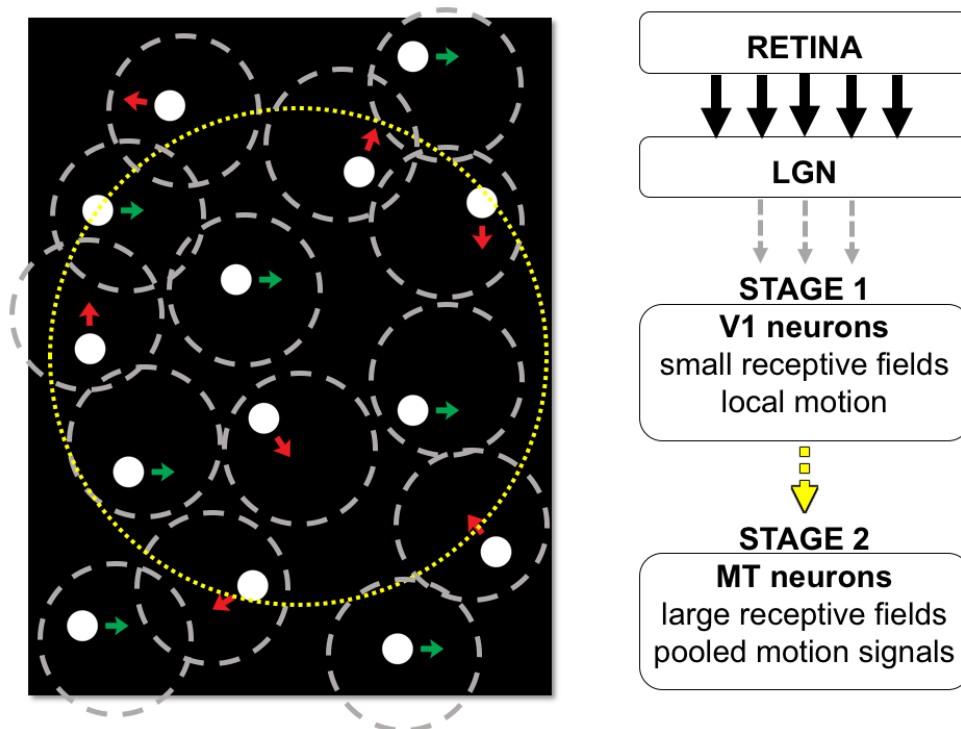 RETINA
LGN
STAGE 1
V1 neurons
small receptive fields
local motion
STAGE 2
MT neurons
large receptive fields
pooled motion signals